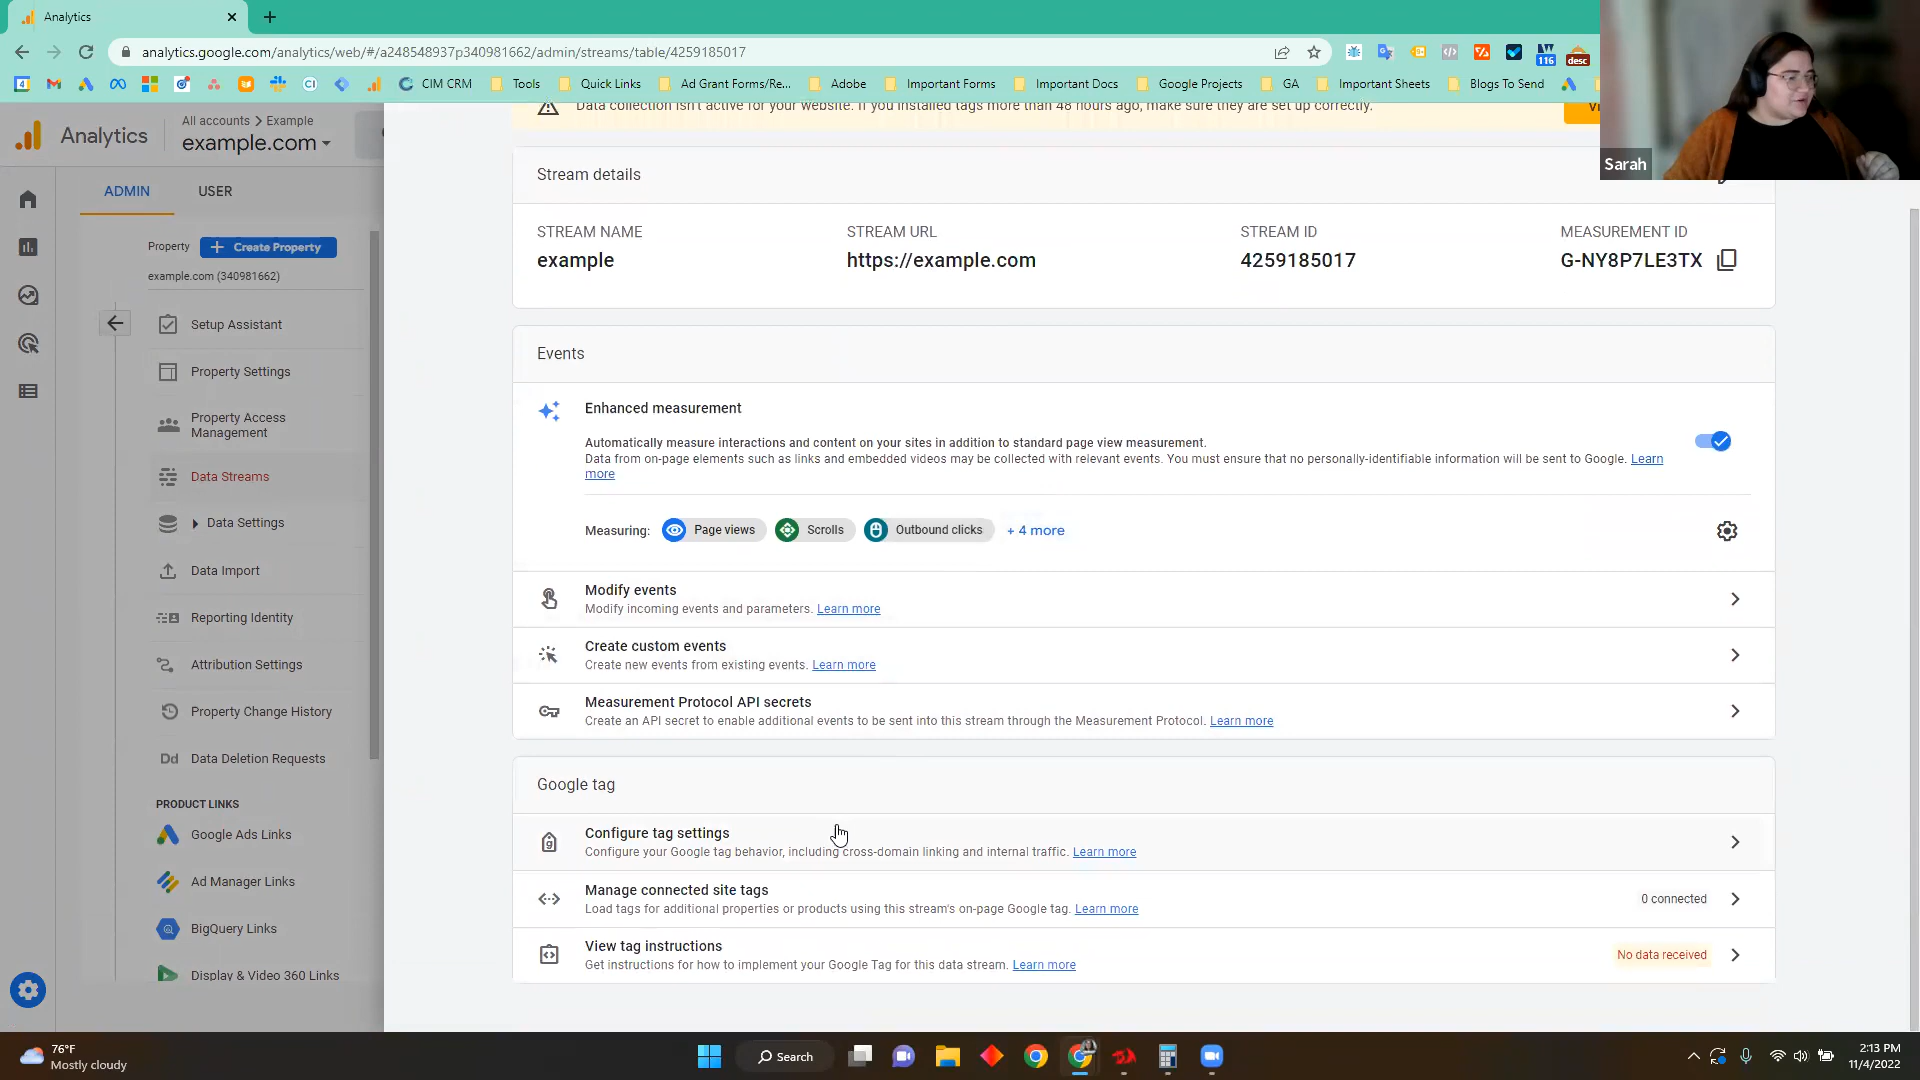 Analytics
analytics.google.com/analytics/web/#/a248548937p340981662/admin/streams/table/4259185017
116
desc
CIM CRM
Tools
Quick Links
Ad Grant Forms/Re...
Adobe
Important Forms
Important Docs
Google Projects
GA
Important Sheets
Blogs To Send
Analytics
All accounts > Example
example.com
Data collection isn't active for your website. If you installed tags more than 48 hours ago, make sure they are set up correctly.
Sarah
ADMIN
USER
Property
Create Property
example.com (340981662)
Setup Assistant
Property Settings
Property Access
Management
Data Streams
Data Settings
Data Import
Reporting Identity
Attribution Settings
Property Change History
Dd Data Deletion Requests
PRODUCT LINKS
Google Ads Links
Ad Manager Links
BigQuery Links
Display & Video 360 Links
Stream details
STREAM NAME
example
STREAM URL
https://example.com
STREAM ID
4259185017
MEASUREMENT ID
G-NY8P7LE3TX
Events
Enhanced measurement
Automatically measure interactions and content on your sites in addition to standard page view measurement.
Data from on-page elements such as links and embedded videos may be collected with relevant events. You must ensure that no personally-identifiable information will be sent to Google. Learn
more
Measuring: Page views Scrolls Outbound clicks + 4 more
Modify events
Modify incoming events and parameters. Learn more
Create custom events
Create new events from existing events. Learn more
Measurement Protocol API secrets
Create an API secret to enable additional events to be sent into this stream through the Measurement Protocol. Learn more
Google tag
Configure tag settings
Configure your Google tag behavior, including cross-domain linking and internal traffic. Learn more
Manage connected site tags
Load tags for additional properties or products using this stream's on-page Google tag. Learn more
0 connected
View tag instructions
Get instructions for how to implement your Google Tag for this data stream. Learn more
No data received
76°F
Mostly cloudy
Search
2:13 PM
11/4/2022